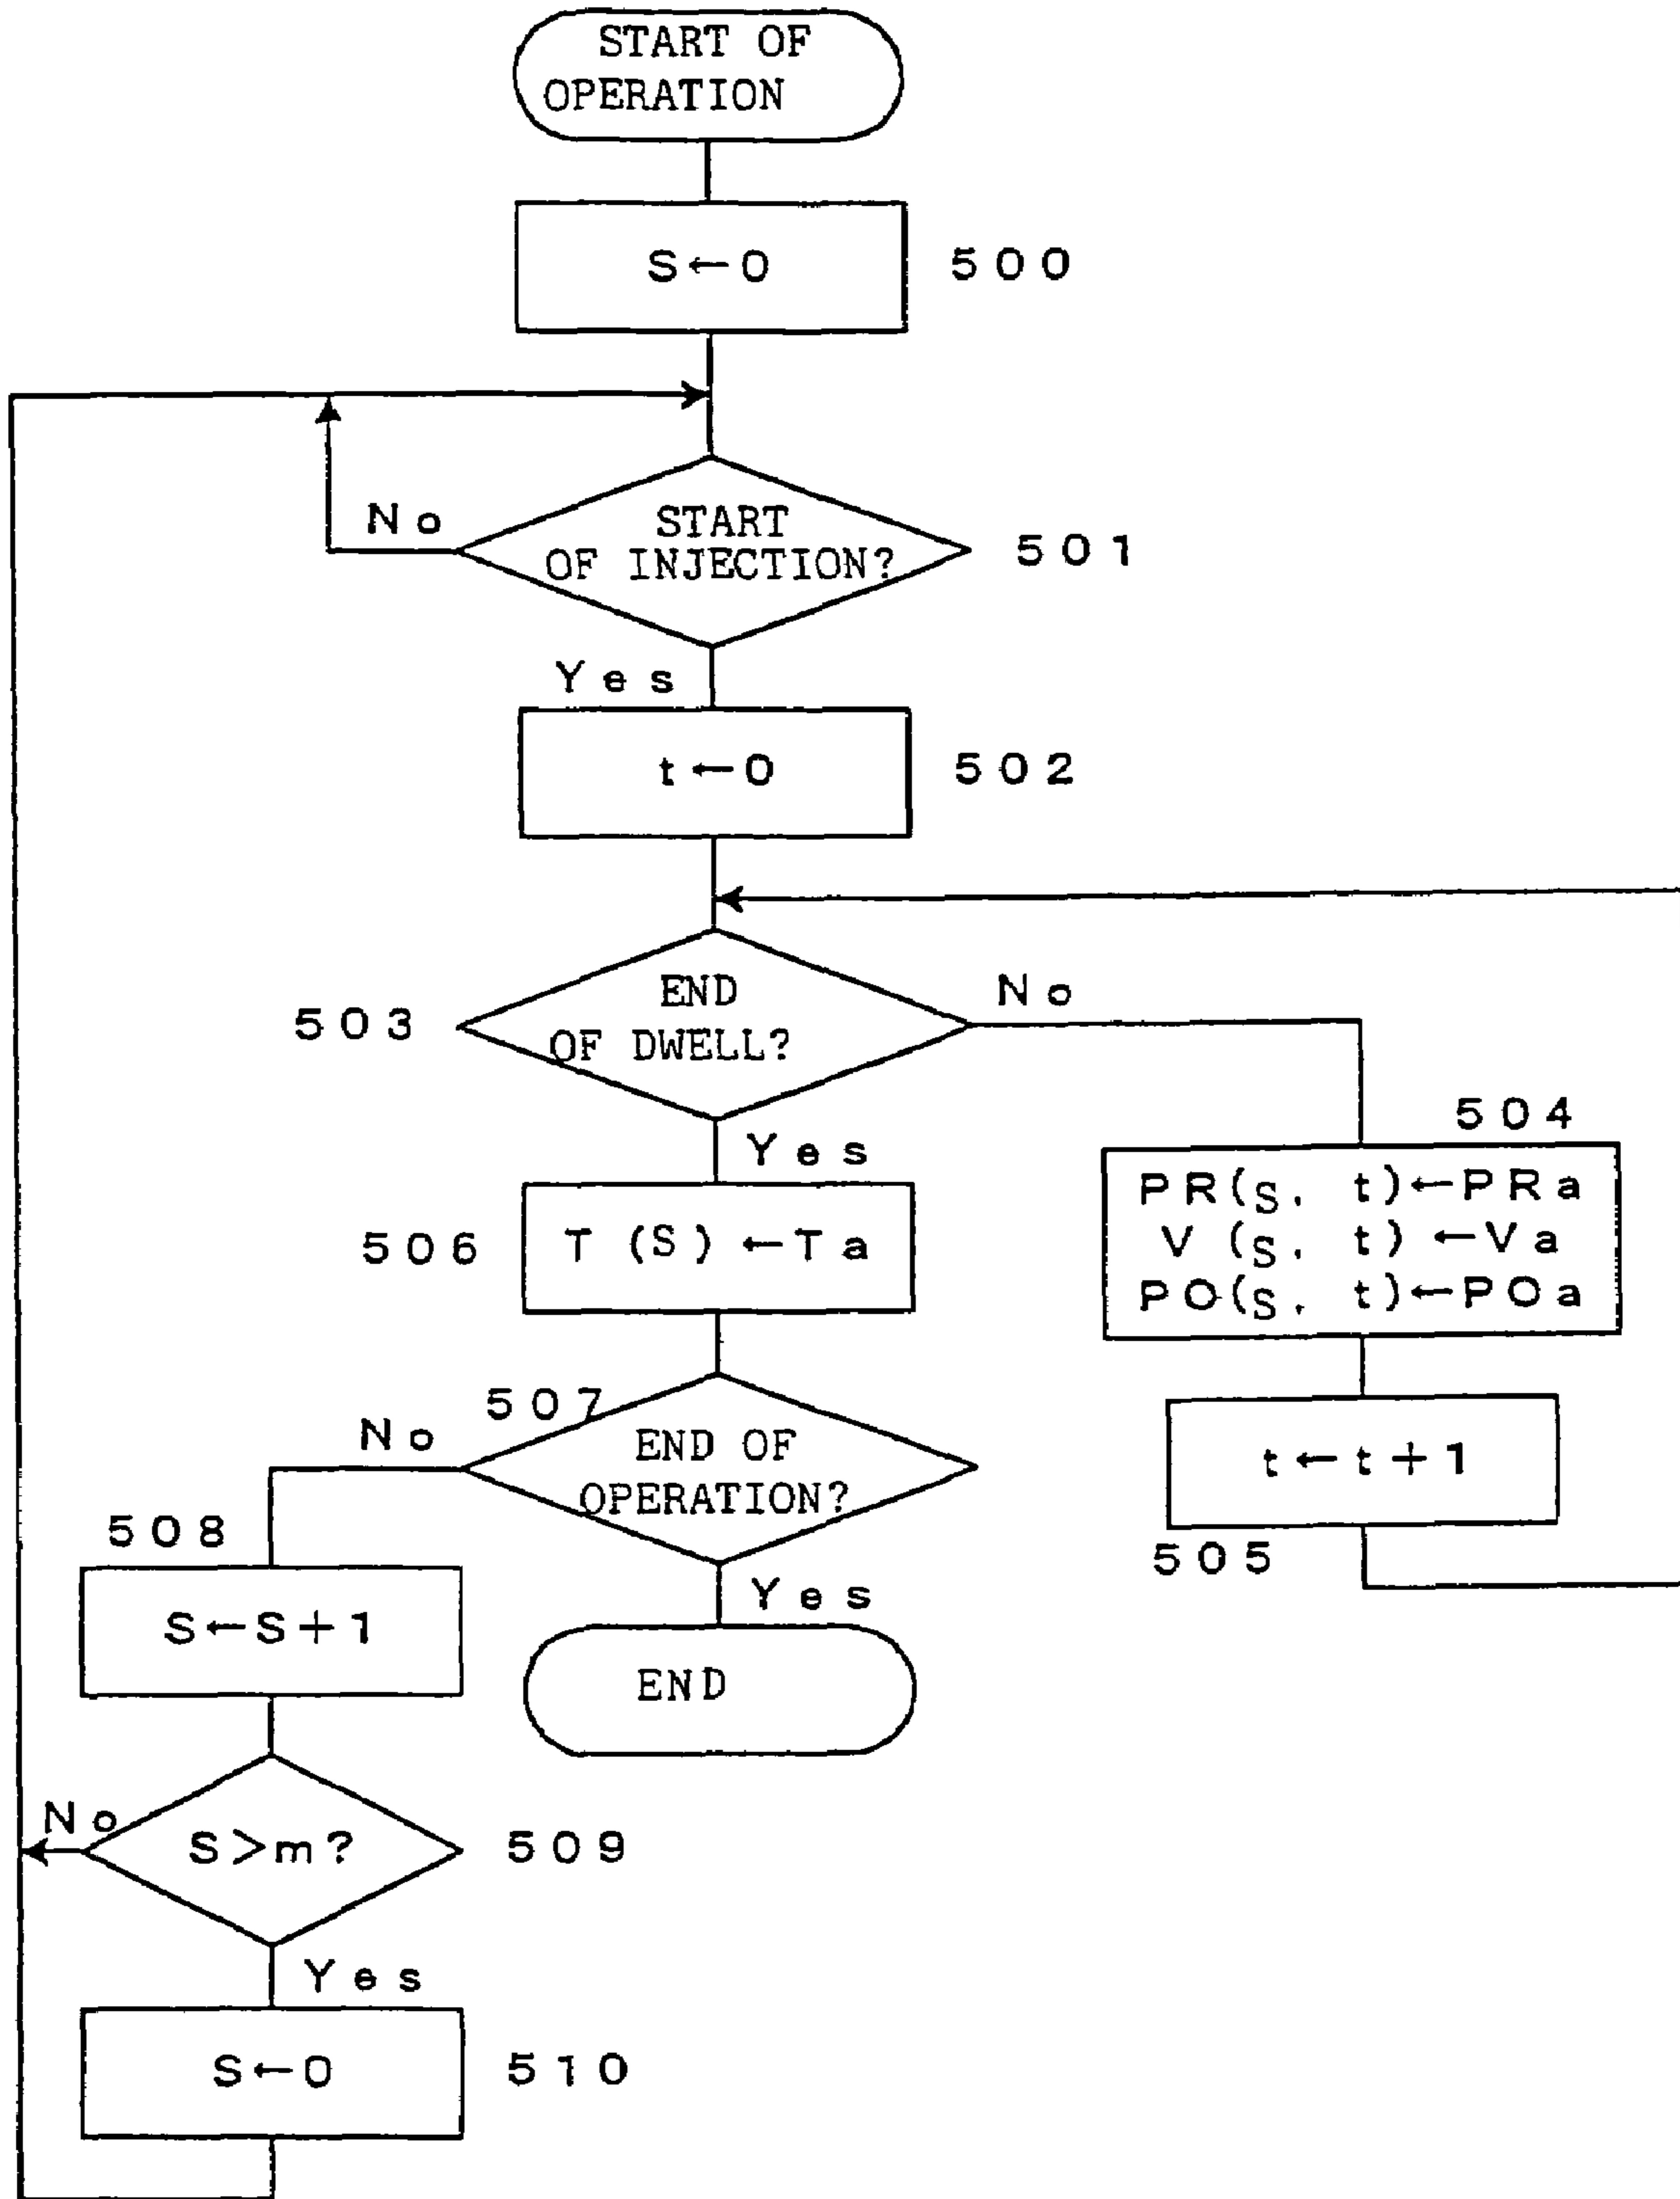 START OF
OPERATION
S←0
500
No
START
OF INJECTION?
501
Yes
t←0
502
503
END
OF DWELL?
No
504
PR(S, t)←PRa
V (S, t) ←Va
PO(S, t)←POa
Yes
506
T (S) ←Ta
t←t+1
505
507
No
END OF
OPERATION?
Yes
END
508
S←S+1
No
S>m?
509
Yes
S←0
510